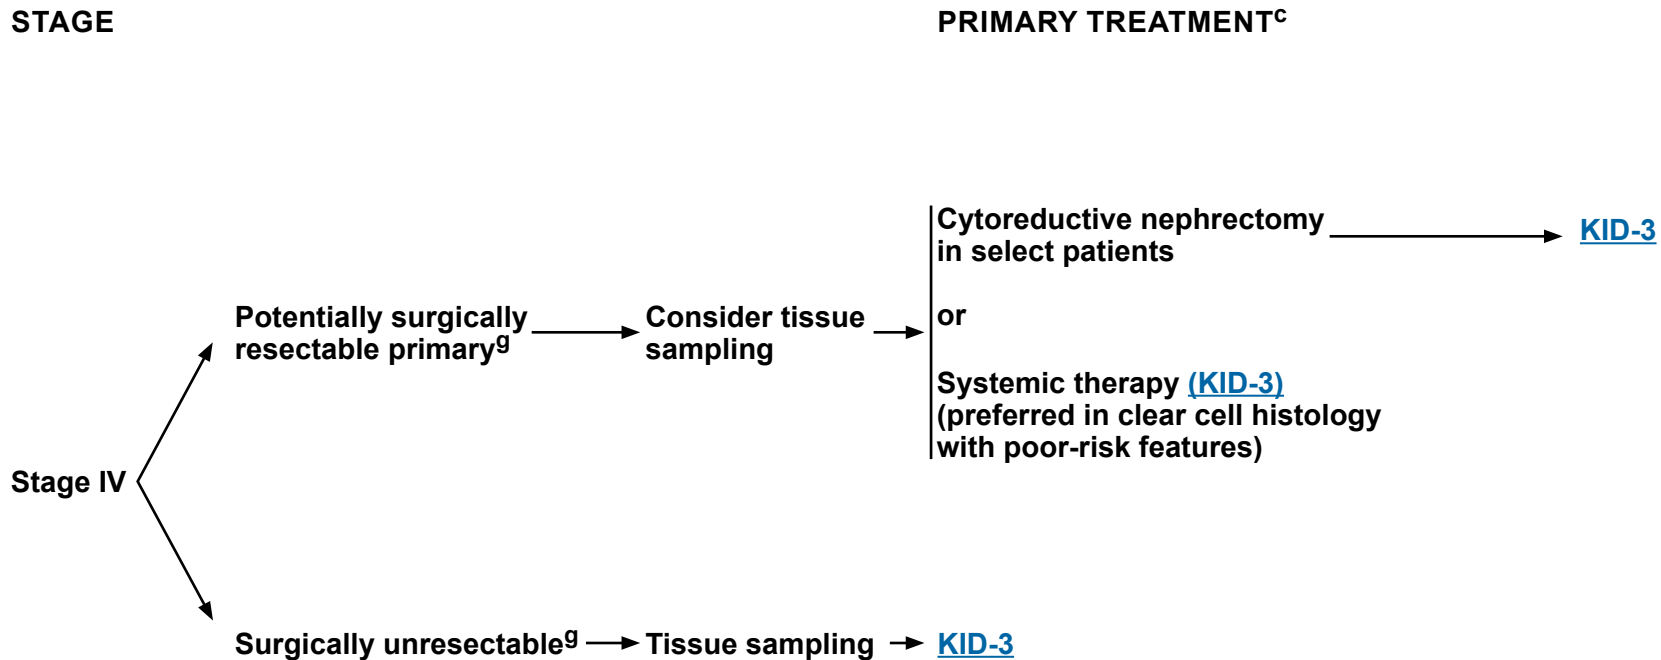 STAGE
PRIMARY TREATMENTᶜ
Cytoreductive nephrectomy
in select patients
KID-3
Potentially surgically
resectable primaryᵍ
Consider tissue
sampling
or
Systemic therapy (KID-3)
(preferred in clear cell histology
with poor-risk features)
Stage IV
Surgically unresectableᵍ
Tissue sampling
KID-3